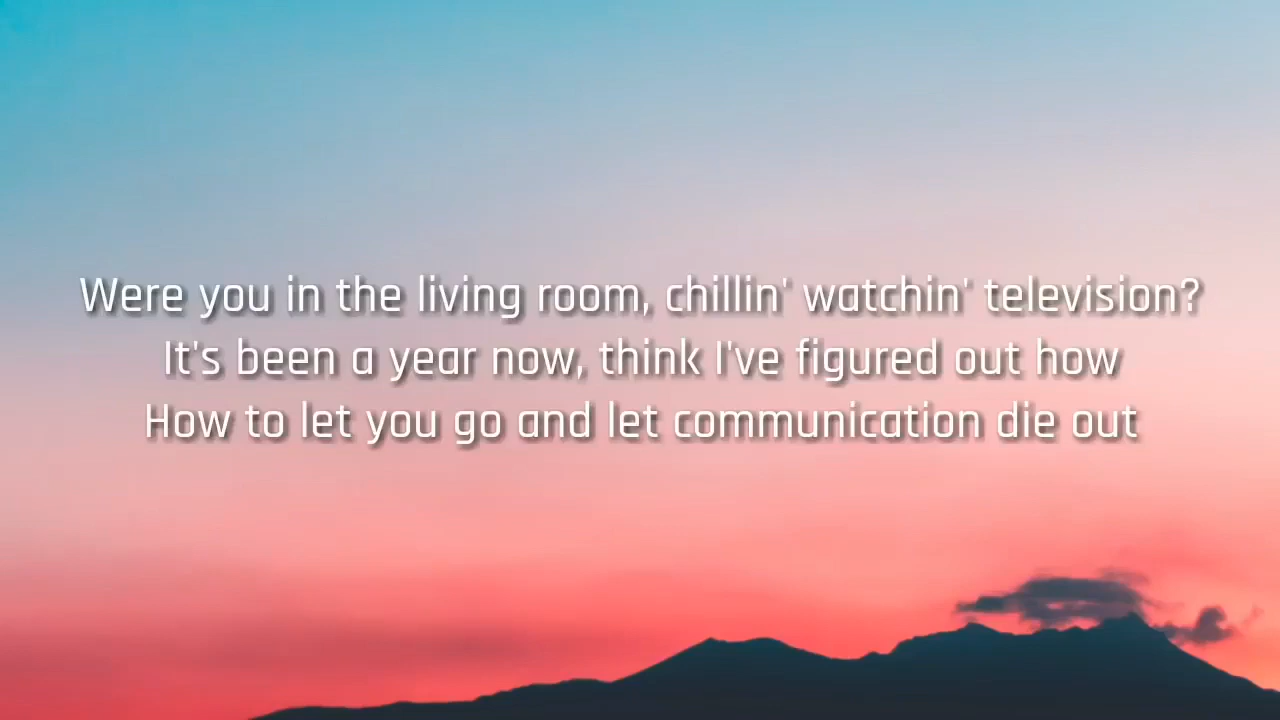 Were you in the living room, chillin' watchin' television?
It's been a year now, think I've figured out how
How to let you go and let communication die out